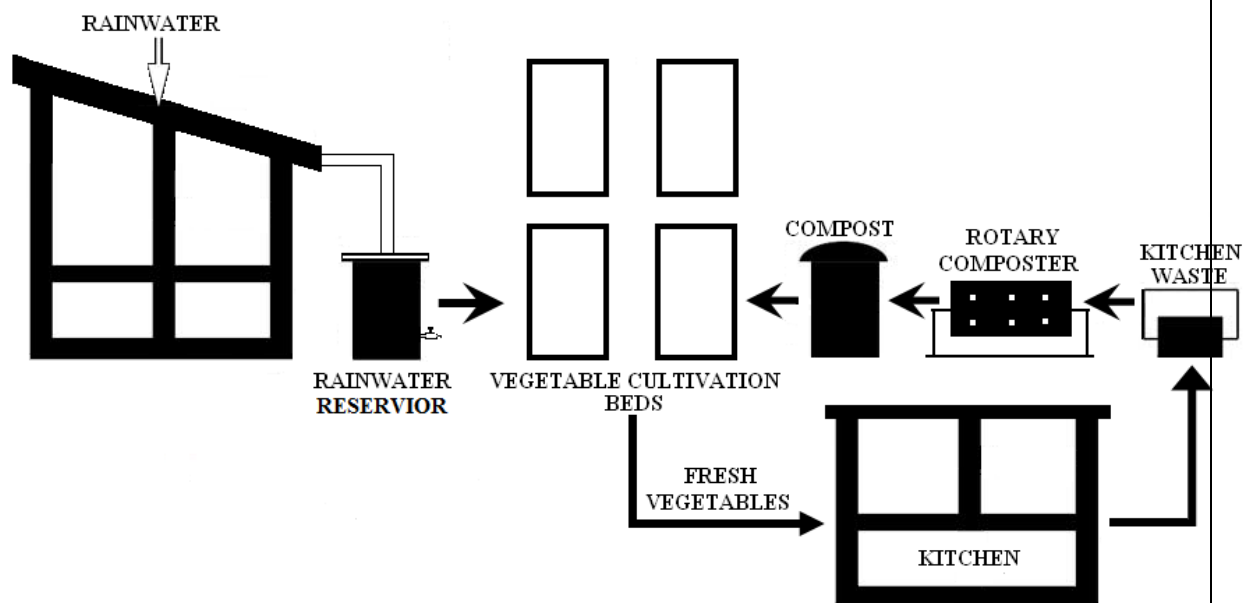 RAINWATER
COMPOST
ROTARY
COMPOSTER
KITCHEN
WASTE
RAINWATER
RESERVIOR
VEGETABLE CULTIVATION
BEDS
FRESH
VEGETABLES
KITCHEN